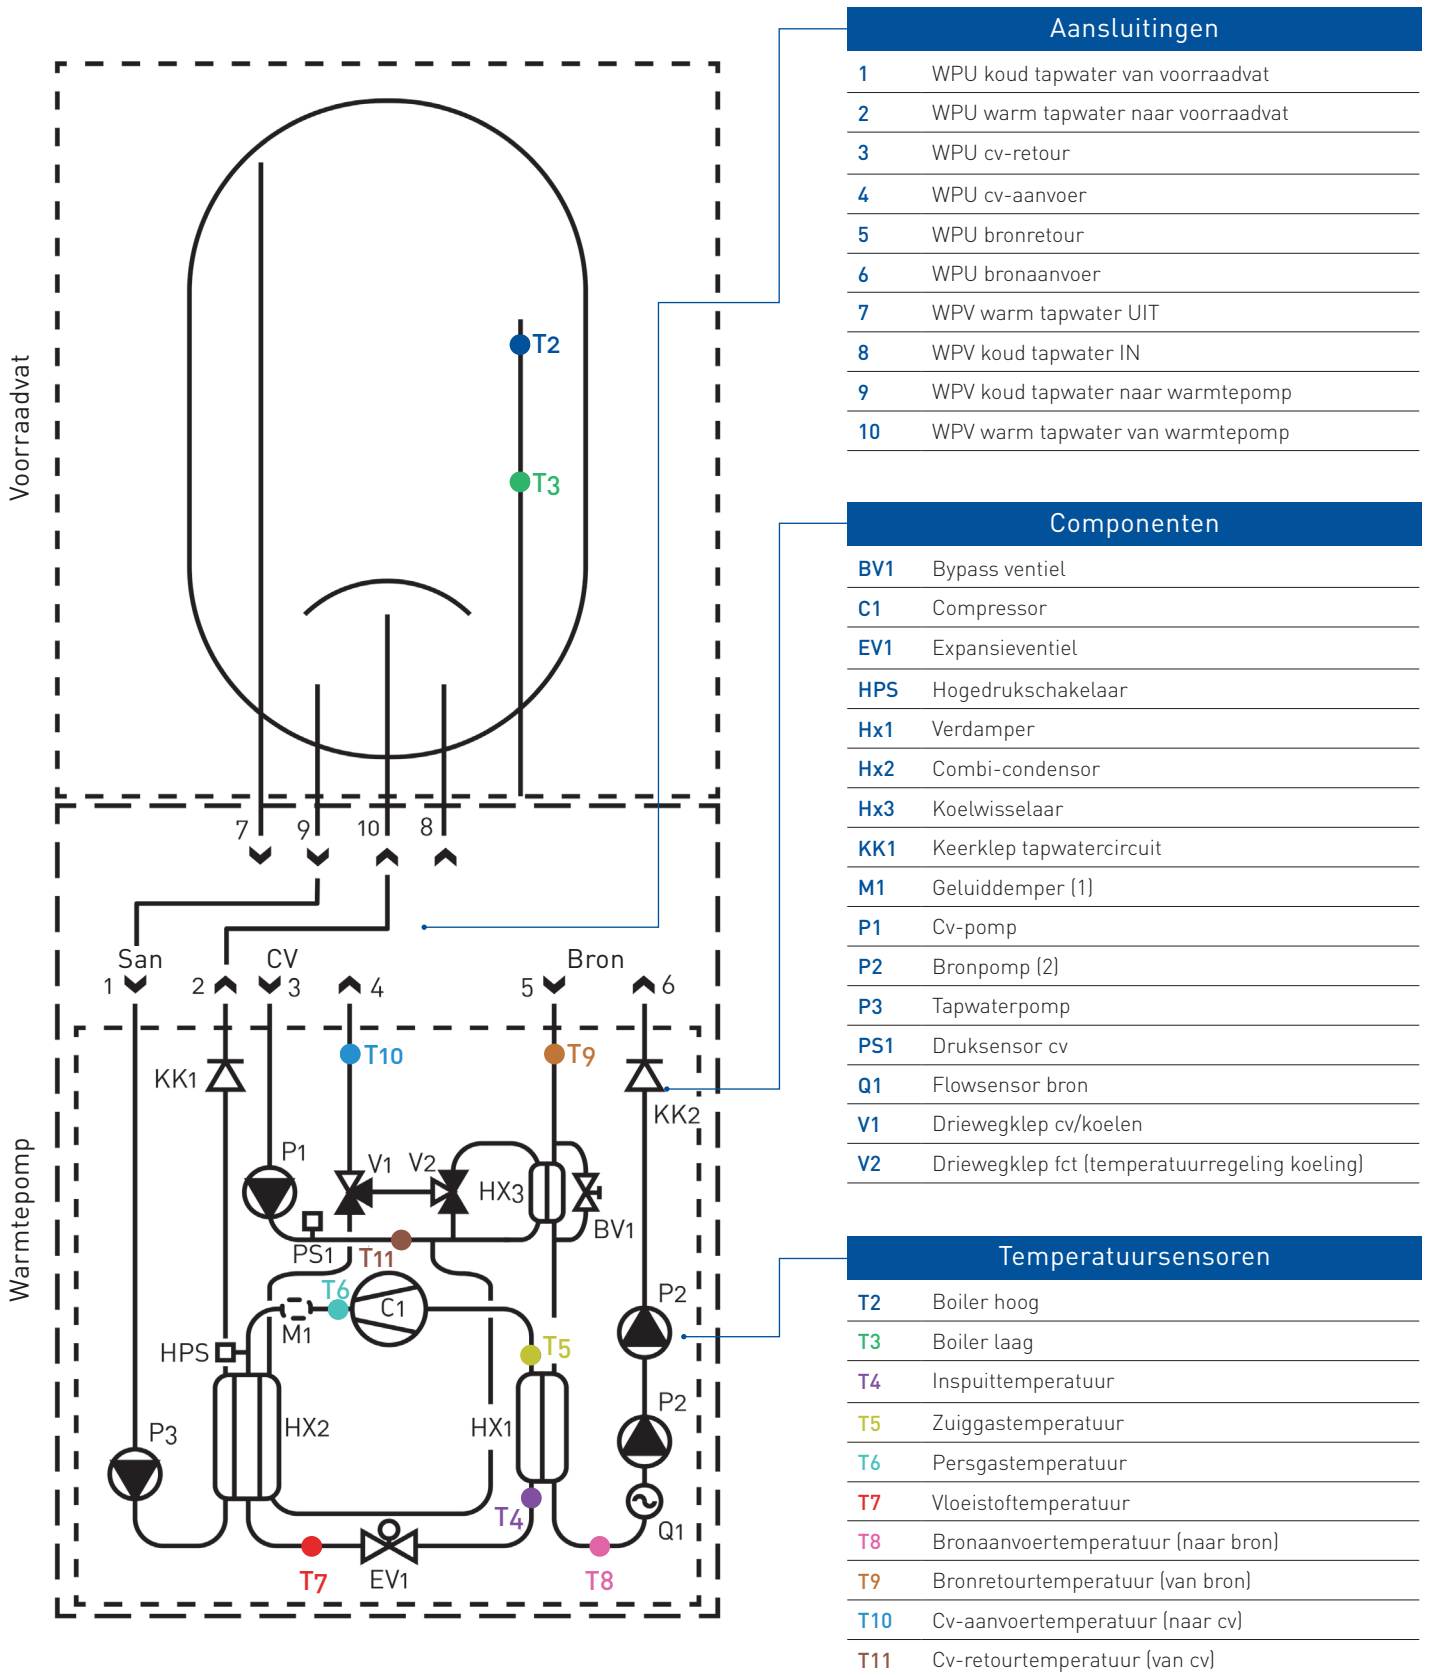 Voorraadvat
T2
T3
7
9
10
8
San
CV
Bron
1
2
3
4
5
6
Warmtepomp
T10
T9
KK1
KK2
P1
V1
V2
HX3
BV1
PS1
T11
T6
C1
M1
P2
HPS
T5
P2
P3
HX2
HX1
T4
Q1
T7
EV1
T8
Aansluitingen
1 WPU koud tapwater van voorraadvat
2 WPU warm tapwater naar voorraadvat
3 WPU cv-retour
4 WPU cv-aanvoer
5 WPU bronretour
6 WPU bronaanvoer
7 WPV warm tapwater UIT
8 WPV koud tapwater IN
9 WPV koud tapwater naar warmtepomp
10 WPV warm tapwater van warmtepomp
Componenten
BV1 Bypass ventiel
C1 Compressor
EV1 Expansieventiel
HPS Hogedrukschakelaar
Hx1 Verdamper
Hx2 Combi-condensor
Hx3 Koelwisselaar
KK1 Keerklep tapwatercircuit
M1 Geluiddemper (1)
P1 Cv-pomp
P2 Bronpomp (2)
P3 Tapwaterpomp
PS1 Druksensor cv
Q1 Flowsensor bron
V1 Driewegklep cv/koelen
V2 Driewegklep fct (temperatuurregeling koeling)
Temperatuursensoren
T2 Boiler hoog
T3 Boiler laag
T4 Inspuittemperatuur
T5 Zuiggastemperatuur
T6 Persgastemperatuur
T7 Vloeistoftemperatuur
T8 Bronaanvoertemperatuur (naar bron)
T9 Bronretourtemperatuur (van bron)
T10 Cv-aanvoertemperatuur (naar cv)
T11 Cv-retourtemperatuur (van cv)